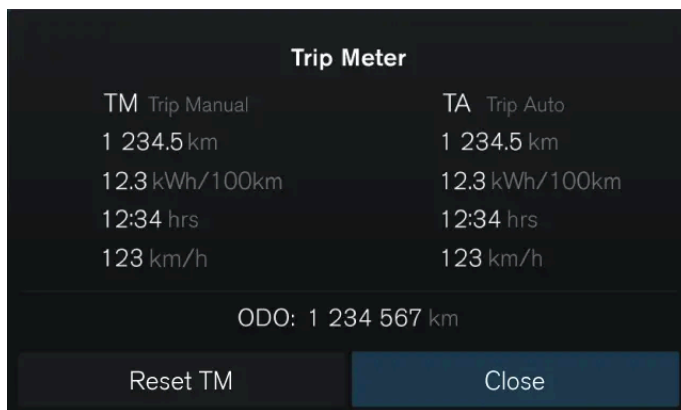 Trip Meter
TM Trip Manual
1 234.5 km
12.3 kWh/100km
12:34 hrs
123 km/h
TA Trip Auto
1 234.5 km
12.3 kWh/100km
12:34 hrs
123 km/h
ODO: 1 234 567 km
Reset TM
Close